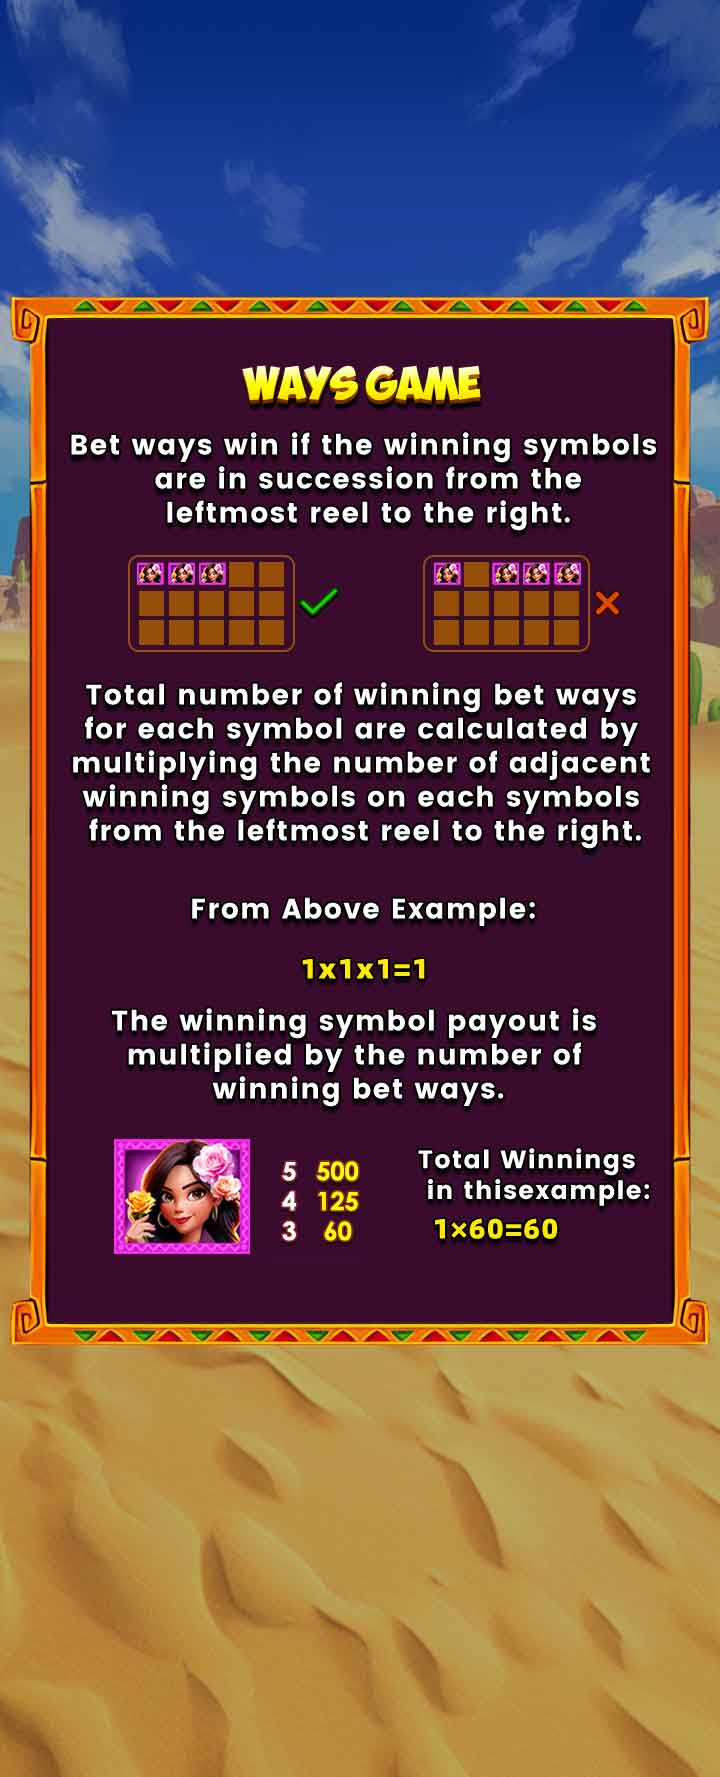 WAYS GAME
Bet ways win if the winning symbols
are in succession from the
leftmost reel to the right.
Total number of winning bet ways
for each symbol are calculated by
multiplying the number of adjacent
winning symbols on each symbols
from the leftmost reel to the right.
From Above Example:
1x1x1=1
The winning symbol payout is
multiplied by the number of
winning bet ways.
5 500
4 125
3 60
Total Winnings
in thisexample:
1×60=60